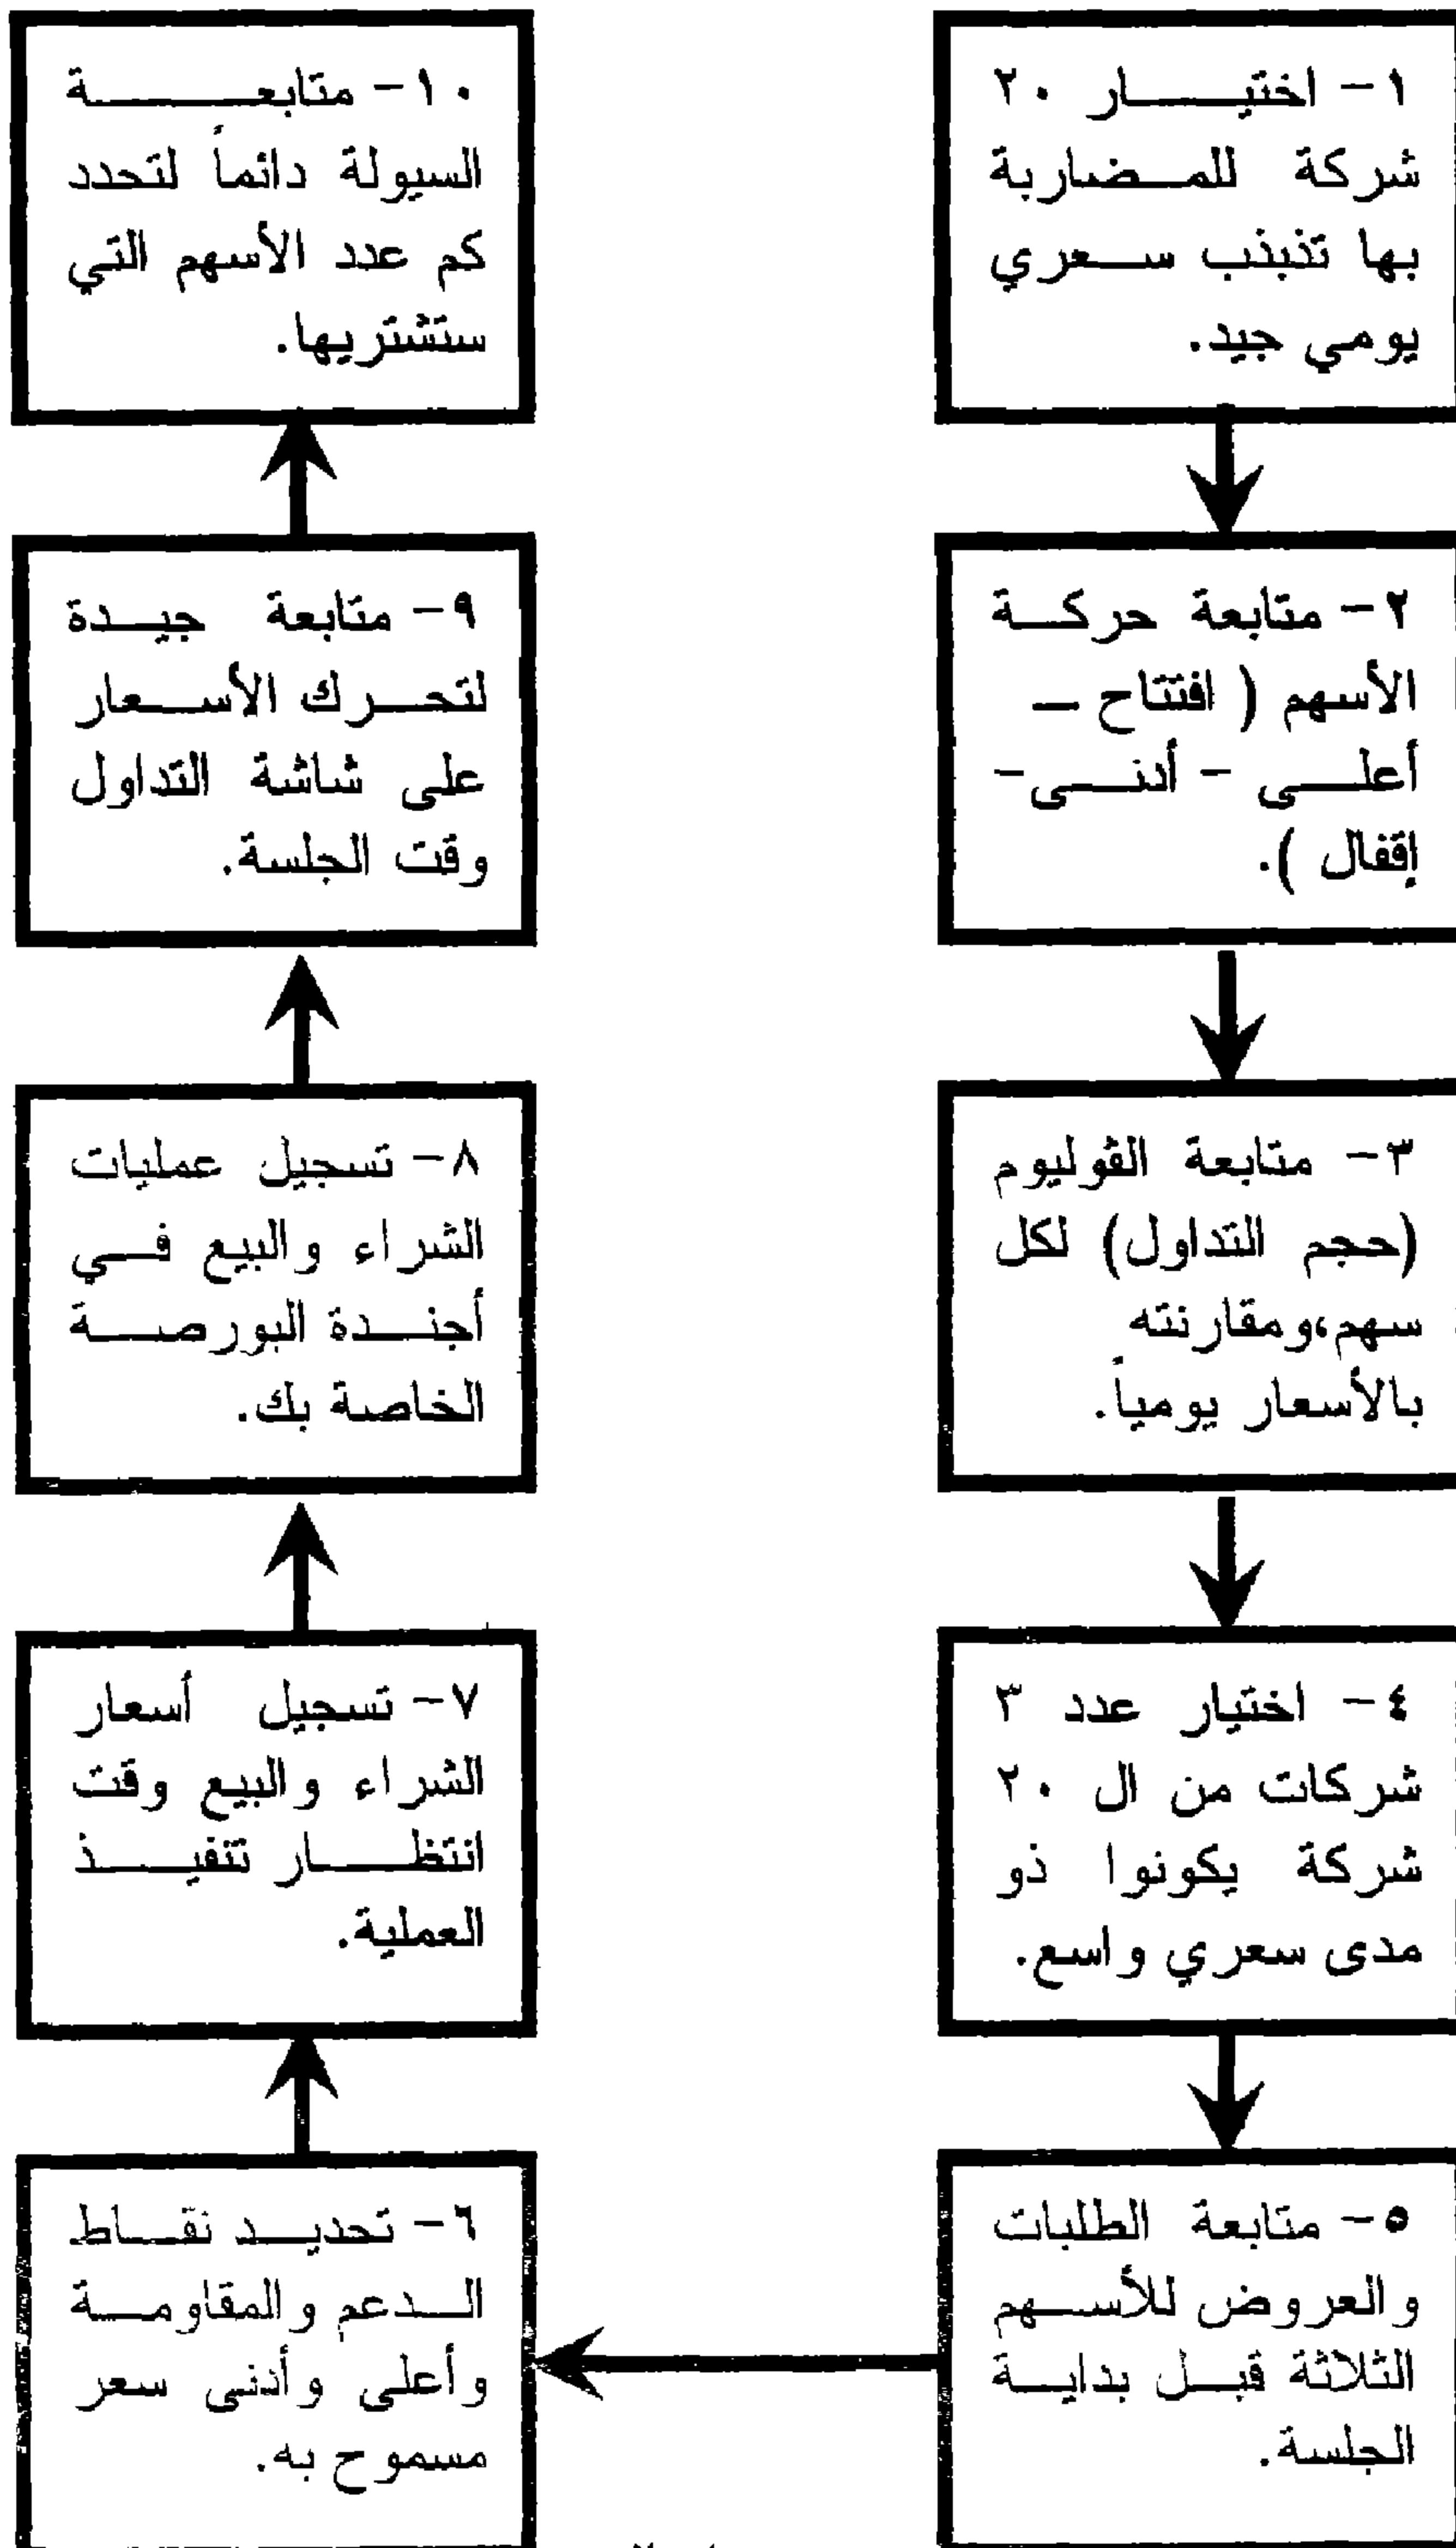 ١- اختيار ٢٠
شركة للمضاربة
بها تذبذب سعري
يومي جيد.
٢- متابعة حركة
الأسهم ( افتتاح –
أعلى - أدنى-
إقفال ).
٣- متابعة الڤوليوم
(حجم التداول) لكل
سهم،ومقارنته
بالأسعار يومياً.
٤- اختيار عدد ٣
شركات من ال ٢٠
شركة يكونوا ذو
مدى سعري واسع.
٥- متابعة الطلبات
والعروض للأسهم
الثلاثة قبل بداية
الجلسة.
٦- تحديد نقاط
الدعم والمقاومة
وأعلى وأدنى سعر
مسموح به.
٧- تسجيل أسعار
الشراء والبيع وقت
انتظار تنفيذ
العملية.
٨- تسجيل عمليات
الشراء والبيع في
أجندة البورصة
الخاصة بك.
٩- متابعة جيدة
لتحرك الأسعار
على شاشة التداول
وقت الجلسة.
١٠- متابعة
السيولة دائماً لتحدد
كم عدد الأسهم التي
ستشتريها.